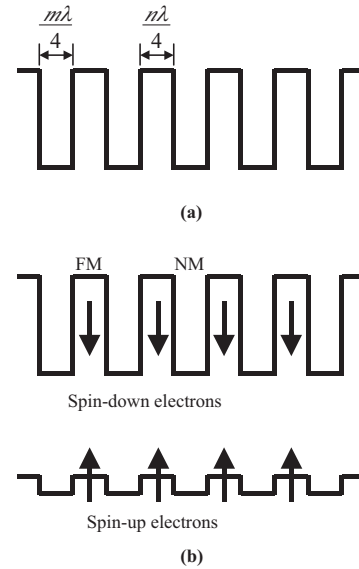 mλ nλ
4 4
(a)
FM NM
Spin-down electrons
Spin-up electrons
(b)